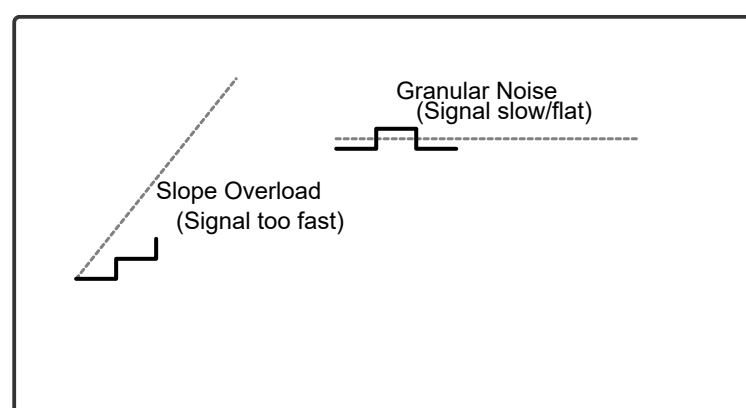 Granular Noise
(Signal slow/flat)
Slope Overload
(Signal too fast)